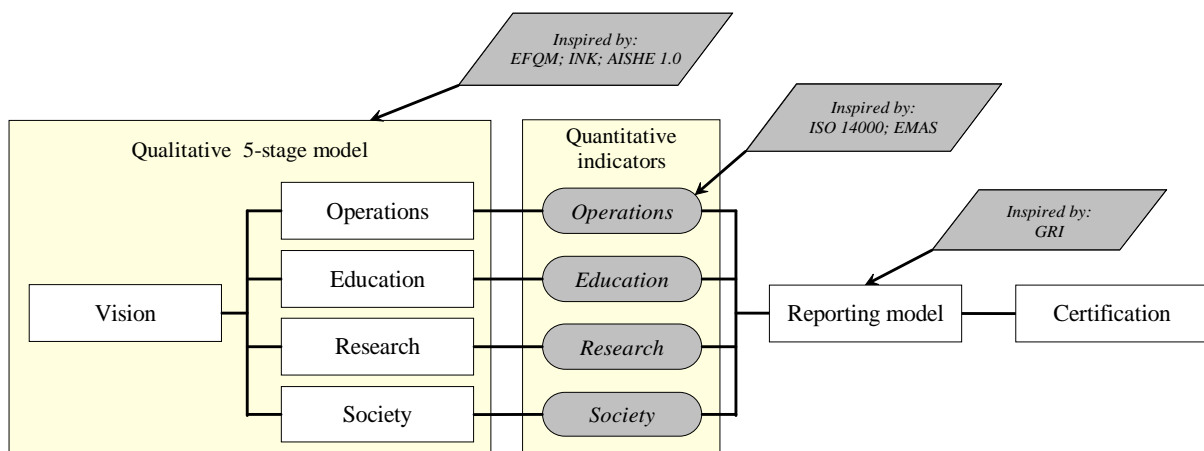 Inspired by:
EFQM; INK; AISHE 1.0
Inspired by:
ISO 14000; EMAS
Qualitative 5-stage model
Quantitative
indicators
Operations
Operations
Inspired by:
GRI
Education
Education
Vision
Reporting model
Certification
Research
Research
Society
Society